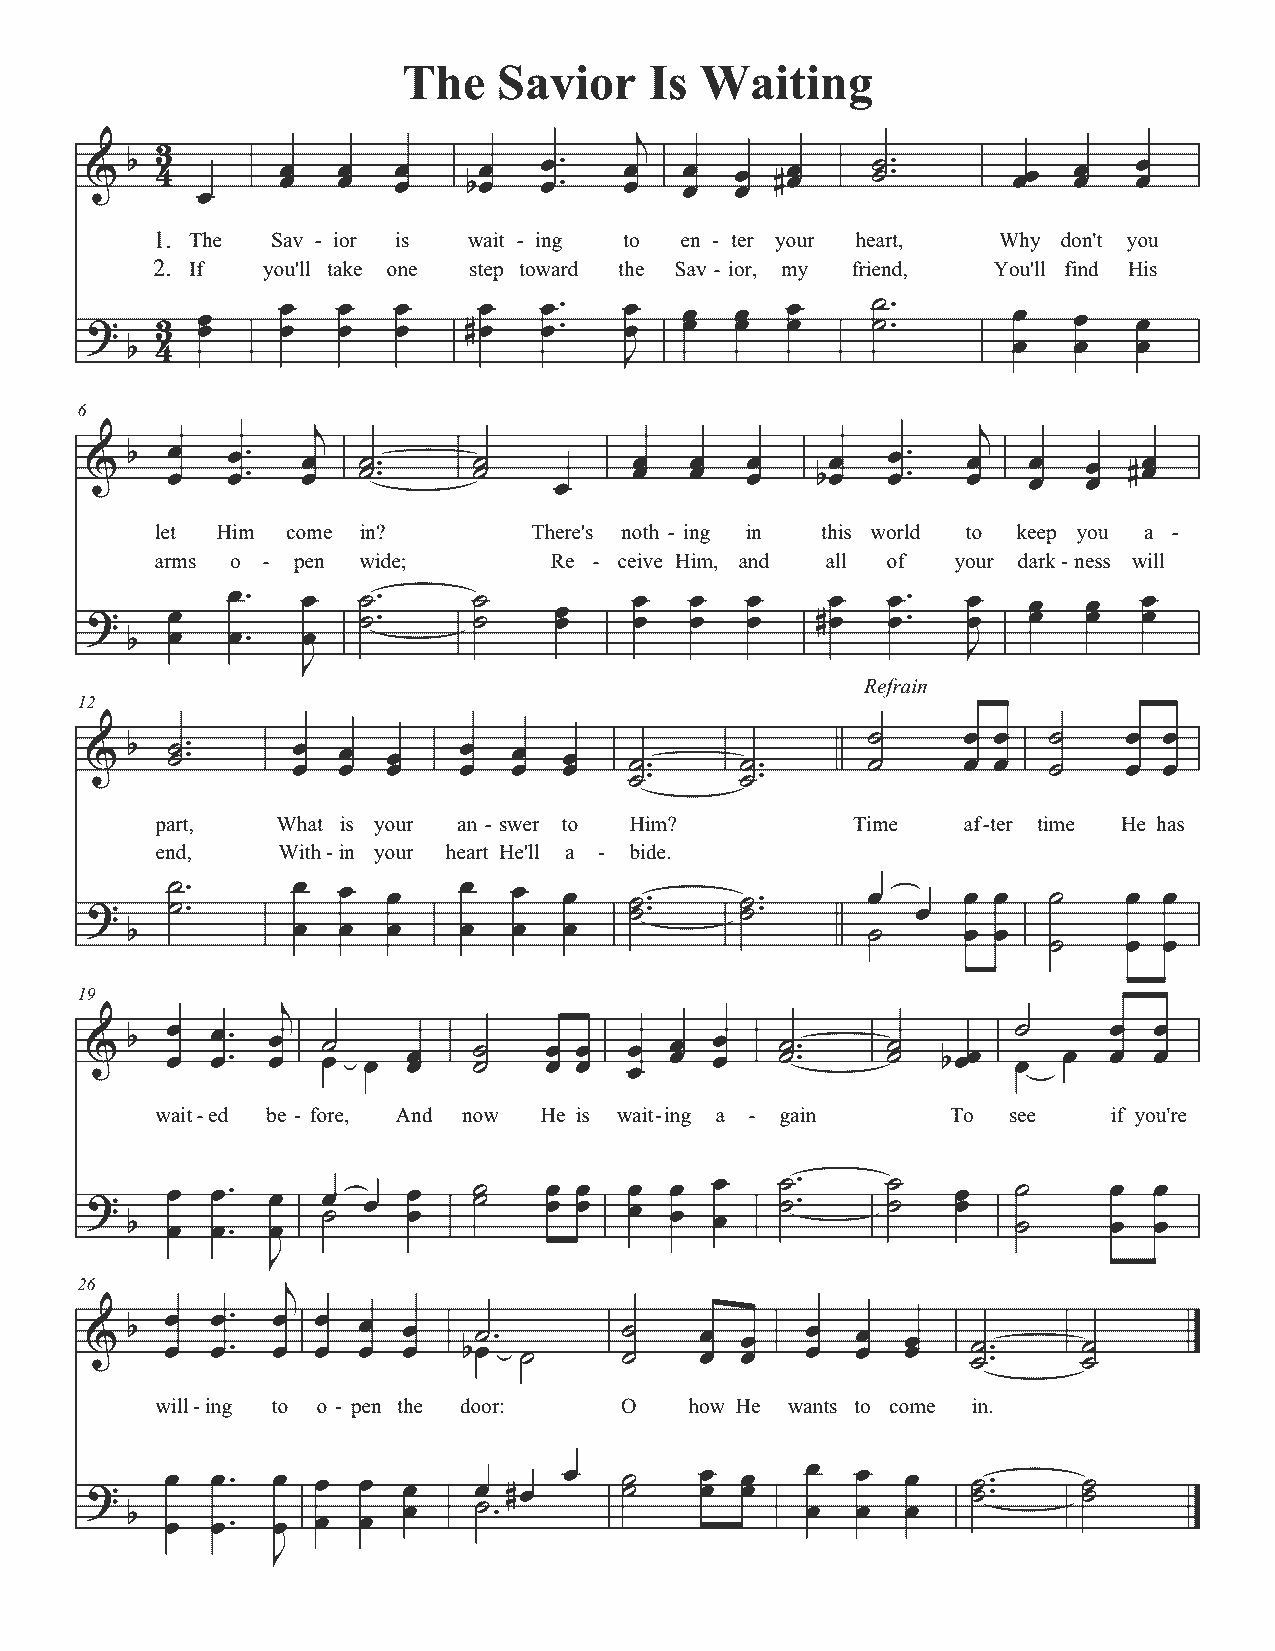 The Savior Is Waiting
1. The Sav - ior is wait - ing to en - ter your heart, Why don't you
2. If you'll take one step toward the Sav - ior, my friend, You'll find His
6
let Him come in? There's noth - ing in this world to keep you a -
arms o - pen wide; Re - ceive Him, and all of your dark - ness will
Refrain
12
part, What is your an - swer to Him? Time af-ter time He has
end, With - in your heart He'll a - bide.
19
wait - ed be - fore, And now He is wait-ing a - gain To see if you're
26
will - ing to o - pen the door: O how He wants to come in.